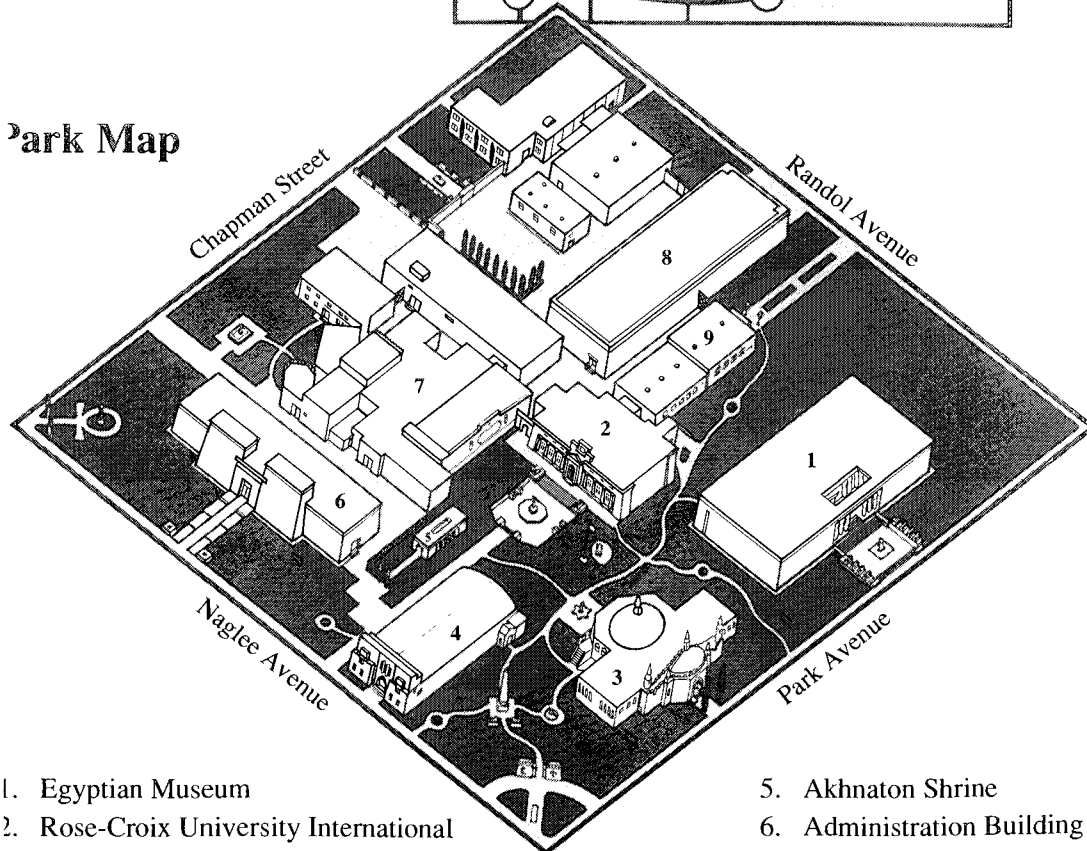 Park Map
Chapman Street
Randol Avenue
8
9
7
2
1
6
5
4
3
Naglee Avenue
Park Avenue
1. Egyptian Museum
2. Rose-Croix University International
5. Akhnaton Shrine
6. Administration Building